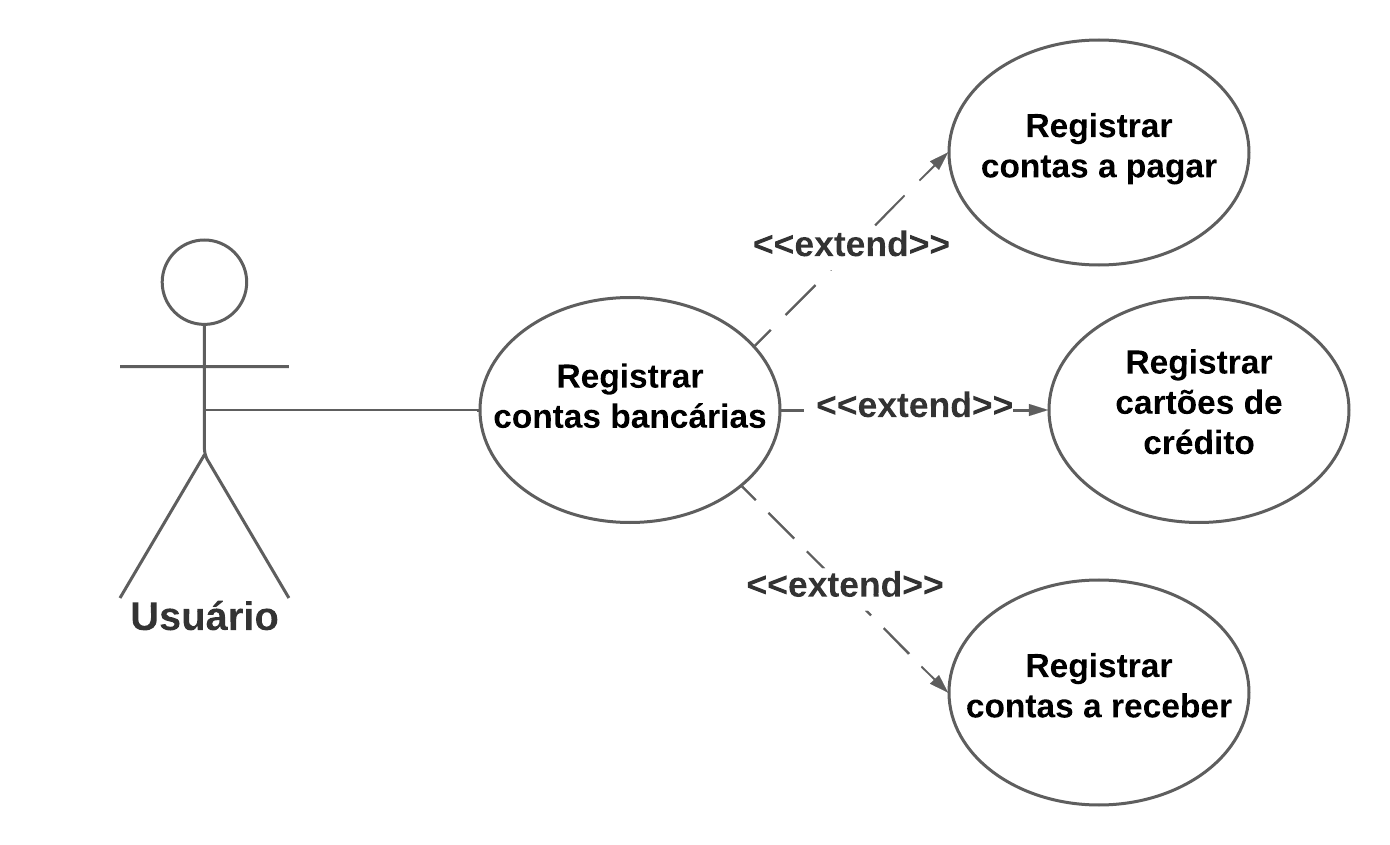 Registrar
contas a pagar
<<extend>>
Registrar
contas bancárias
<<extend>>
Registrar
cartões de
crédito
<<extend>>
Usuário
Registrar
contas a receber